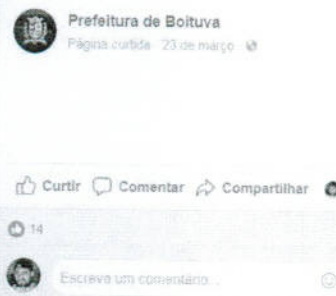 Prefeitura de Boituva
Página curtida · 23 de março ·
Curtir Comentar Compartilhar
14
Escreva um comentário...